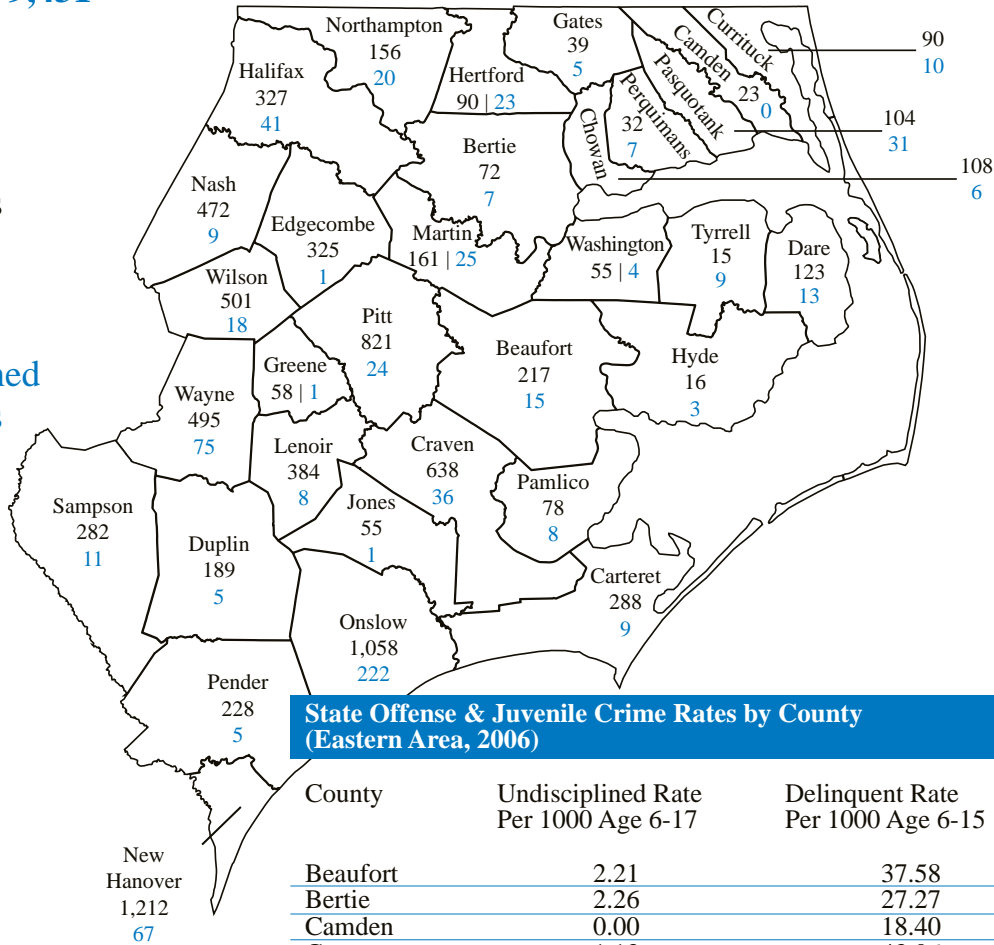 Northampton
156
20
Gates
39
5
Currituck
90
10
Camden
23
0
Pasquotank
104
31
Halifax
327
41
Hertford
90 | 23
Perquimans
32
7
Chowan
108
6
Bertie
72
7
Nash
472
9
Edgecombe
325
1
Martin
161 | 25
Washington
55 | 4
Tyrrell
15
9
Dare
123
13
Wilson
501
18
Pitt
821
24
Beaufort
217
15
Hyde
16
3
Greene
58 | 1
Wayne
495
75
Lenoir
384
8
Craven
638
36
Pamlico
78
8
Jones
55
1
Sampson
282
11
Duplin
189
5
Carteret
288
9
Onslow
1,058
222
Pender
228
5
New
Hanover
1,212
67
State Offense & Juvenile Crime Rates by County
(Eastern Area, 2006)
County Undisciplined Rate Delinquent Rate
Per 1000 Age 6-17 Per 1000 Age 6-15
Beaufort 2.21 37.58
Bertie 2.26 27.27
Camden 0.00 18.40